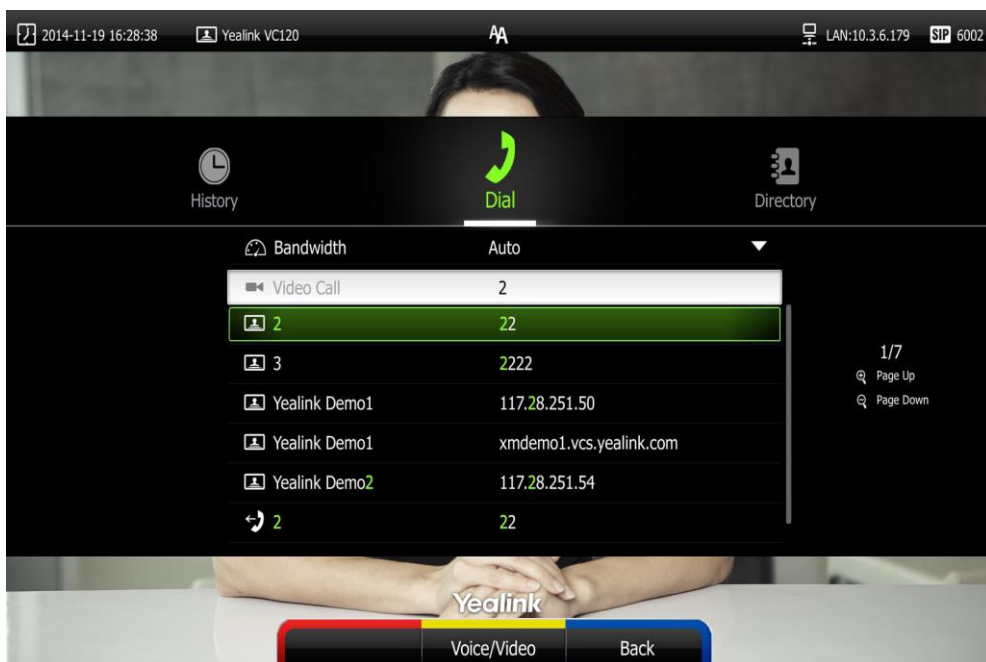 2014-11-19 16:28:38 Yealink VC120 AA LAN:10.3.6.179 SIP 6002
History Dial Directory
Bandwidth Auto
Video Call 2
2 22
3 2222
Yealink Demo1 117.28.251.50
Yealink Demo1 xmdemo1.vcs.yealink.com
Yealink Demo2 117.28.251.54
2 22
1/7
Page Up
Page Down
Yealink
Voice/Video Back